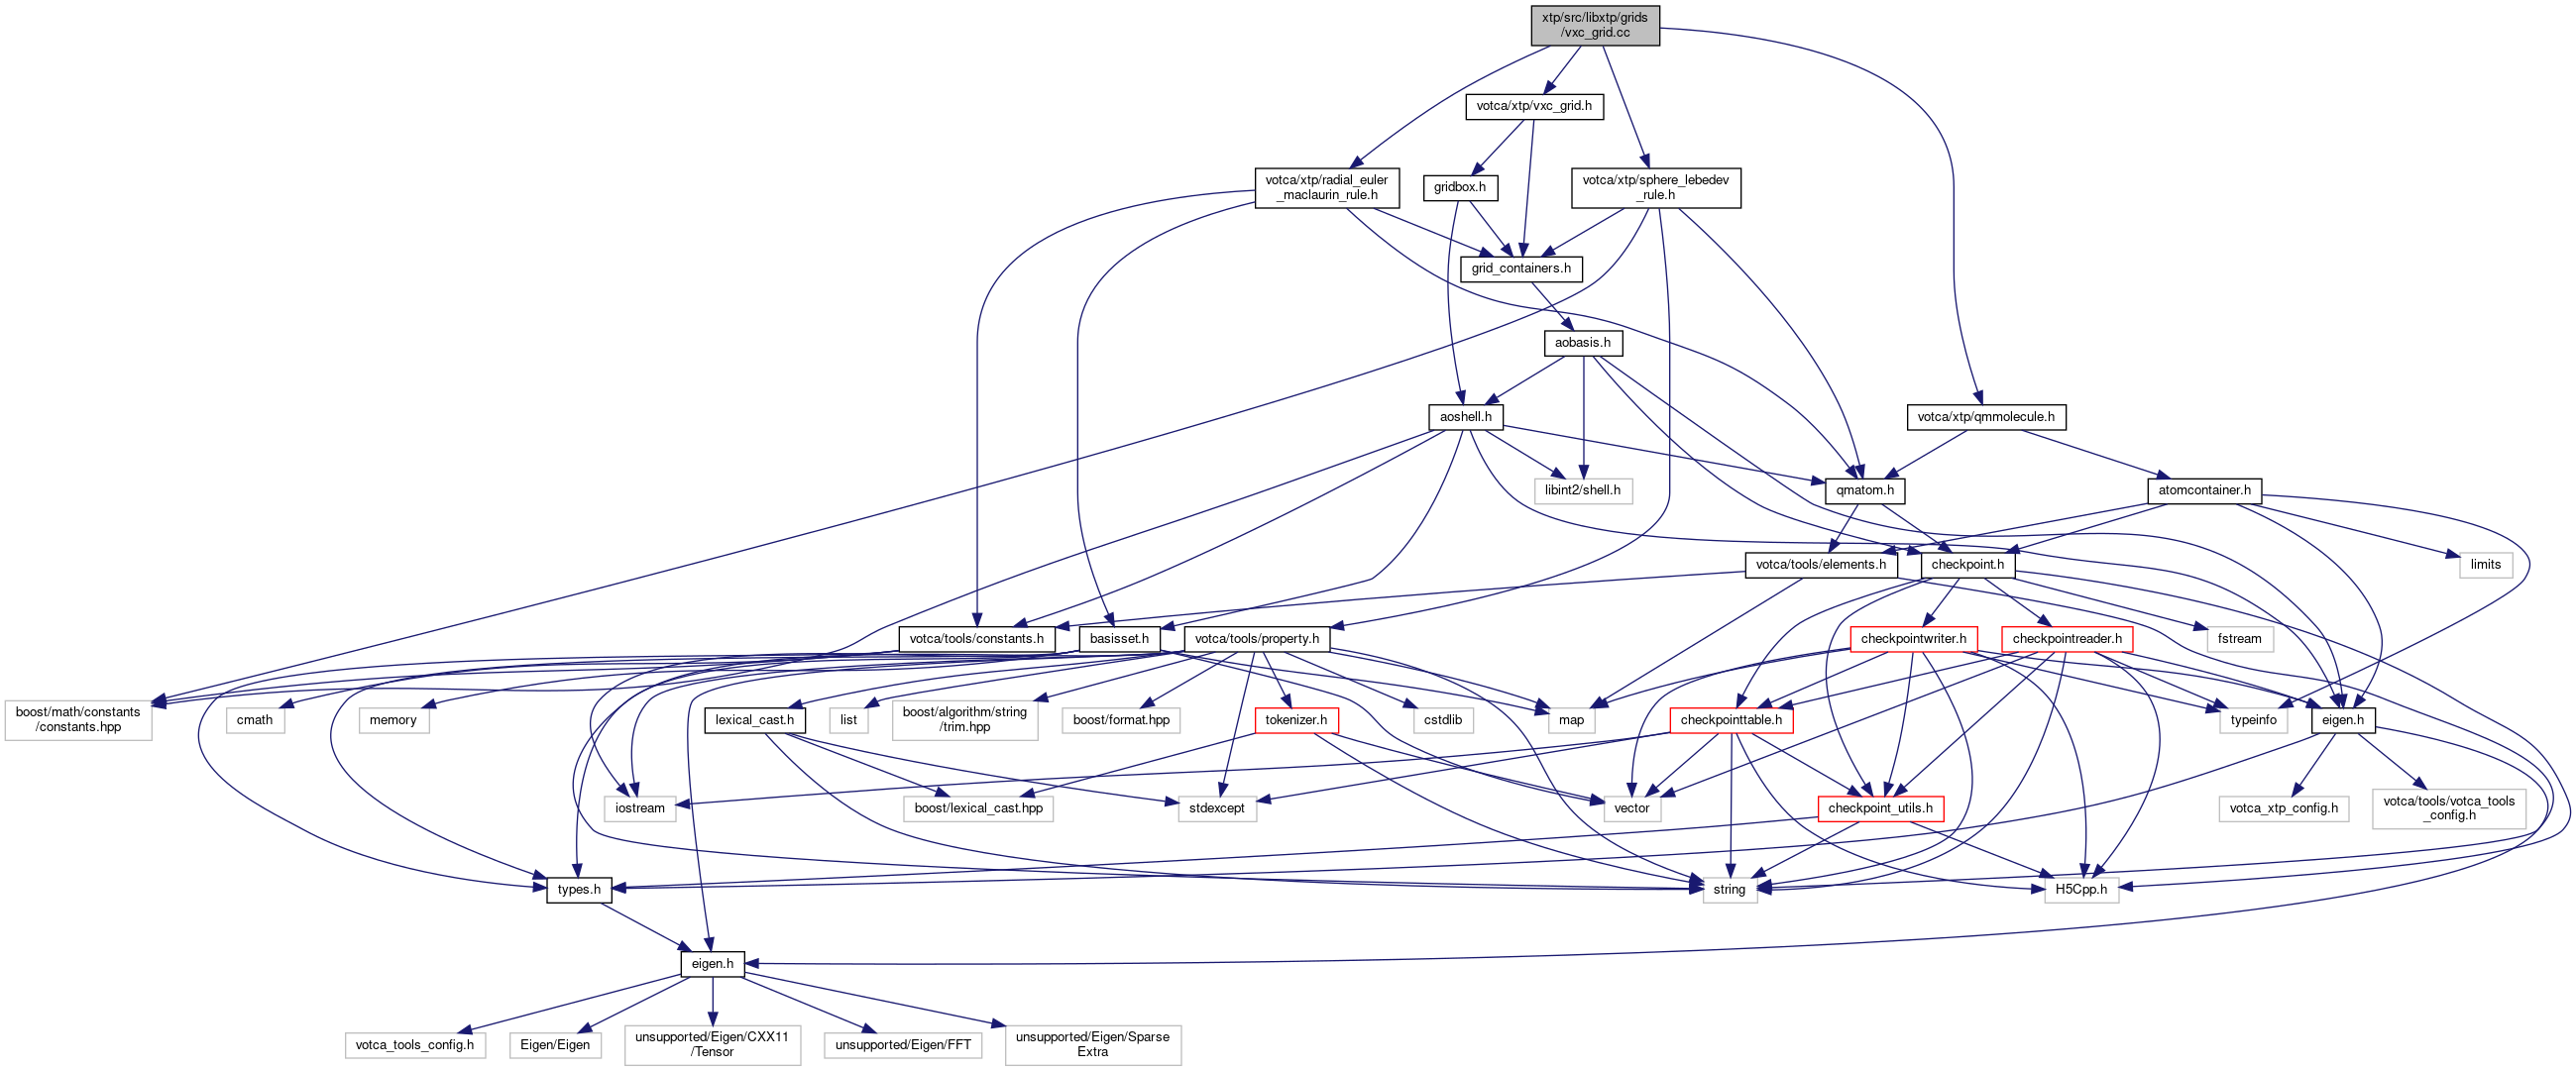 xtp/src/libxtp/grids
/vxc_grid.cc
votca/xtp/vxc_grid.h
votca/xtp/radial_euler
_maclaurin_rule.h
gridbox.h
votca/xtp/sphere_lebedev
_rule.h
grid_containers.h
aobasis.h
aoshell.h
votca/xtp/qmmolecule.h
libint2/shell.h
qmatom.h
atomcontainer.h
votca/tools/elements.h
checkpoint.h
limits
votca/tools/constants.h
basisset.h
votca/tools/property.h
checkpointwriter.h
checkpointreader.h
fstream
boost/math/constants
/constants.hpp
cmath
memory
lexical_cast.h
list
boost/algorithm/string
/trim.hpp
boost/format.hpp
tokenizer.h
cstdlib
map
checkpointtable.h
typeinfo
eigen.h
iostream
boost/lexical_cast.hpp
stdexcept
vector
checkpoint_utils.h
votca_xtp_config.h
votca/tools/votca_tools
_config.h
types.h
string
H5Cpp.h
eigen.h
votca_tools_config.h
Eigen/Eigen
unsupported/Eigen/CXX11
/Tensor
unsupported/Eigen/FFT
unsupported/Eigen/Sparse
Extra